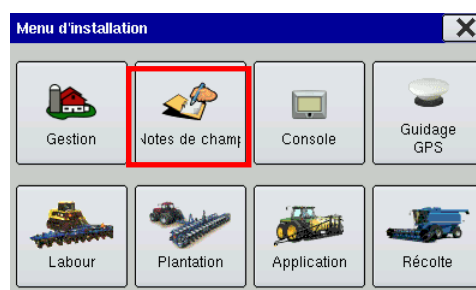 Menu d'installation
Gestion
Notes de champ
Console
Guidage
GPS
Labour
Plantation
Application
Récolte